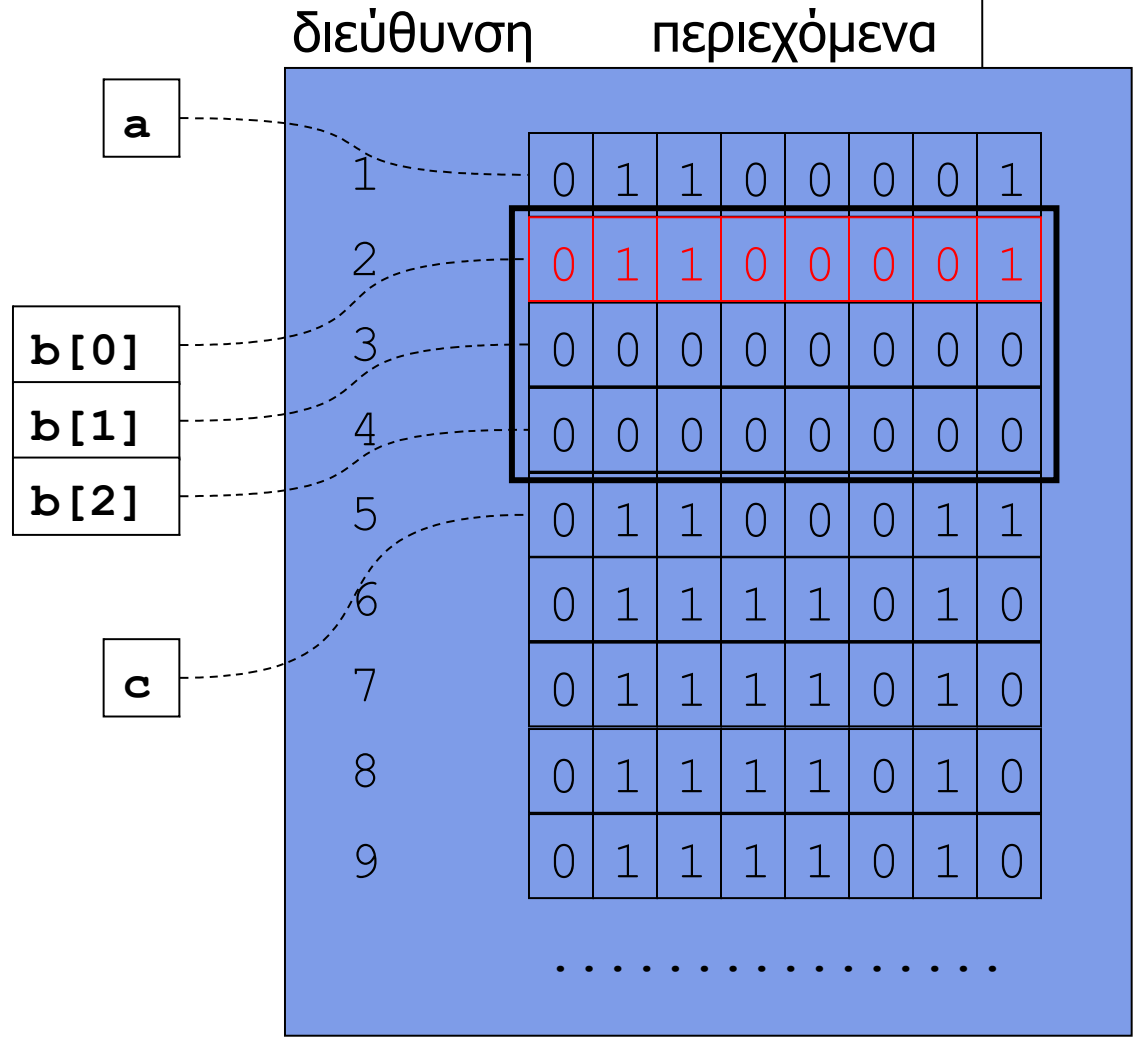 διεύθυνση περιεχόμενα
a
1 0 1 1 0 0 0 0 1
2 0 1 1 0 0 0 0 1
b[0]
3 0 0 0 0 0 0 0 0
b[1]
4 0 0 0 0 0 0 0 0
b[2]
5 0 1 1 0 0 0 1 1
6 0 1 1 1 1 0 1 0
c
7 0 1 1 1 1 0 1 0
8 0 1 1 1 1 0 1 0
9 0 1 1 1 1 0 1 0
................